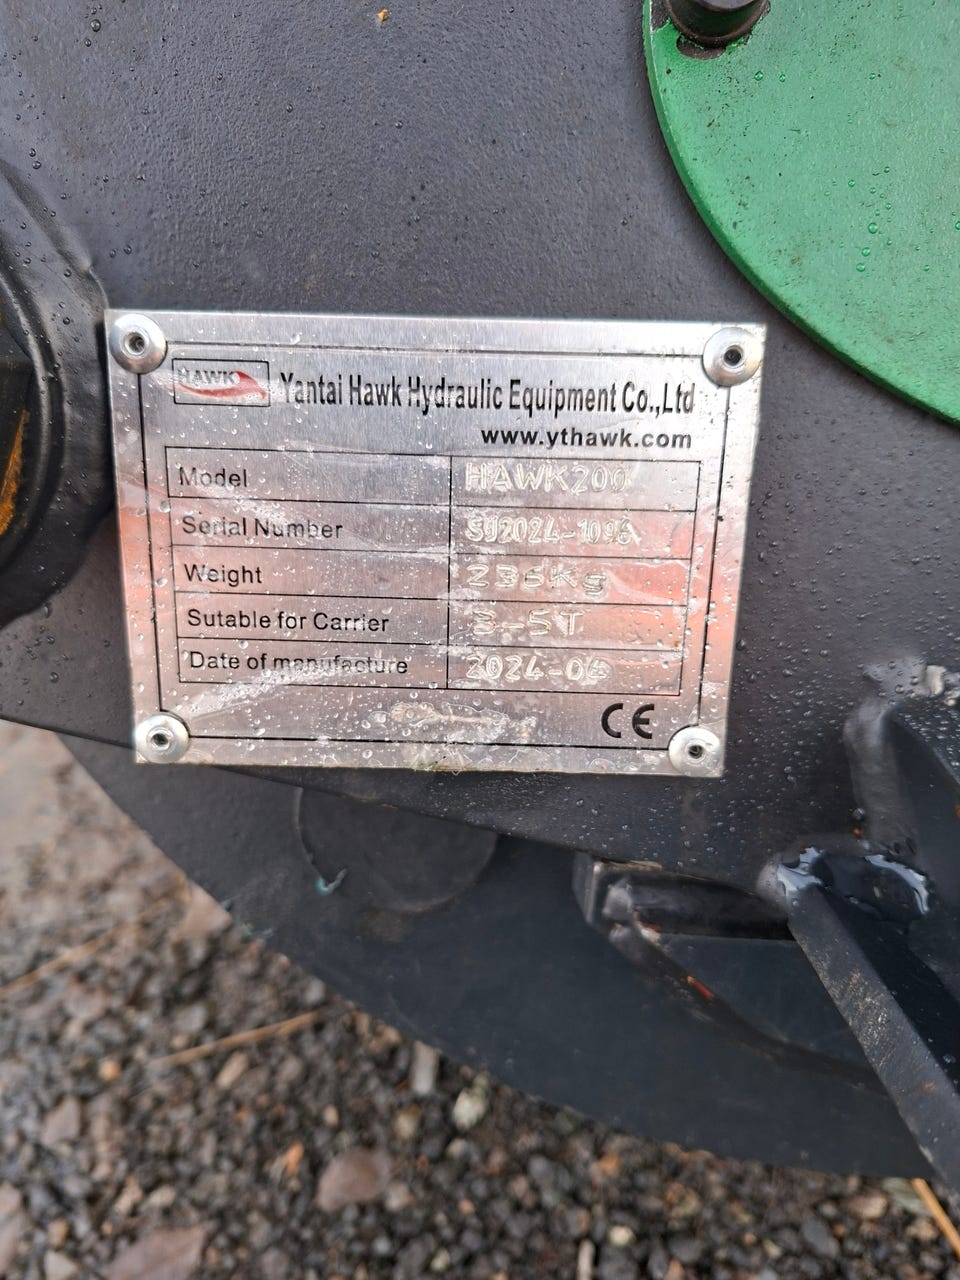 HAWK
Yantai Hawk Hydraulic Equipment Co.,Ltd
www.ythawk.com
Model HAWK200
Serial Number
Weight 236Kg
Sutable for Carrier 3-5T
Date of manufacture
CE